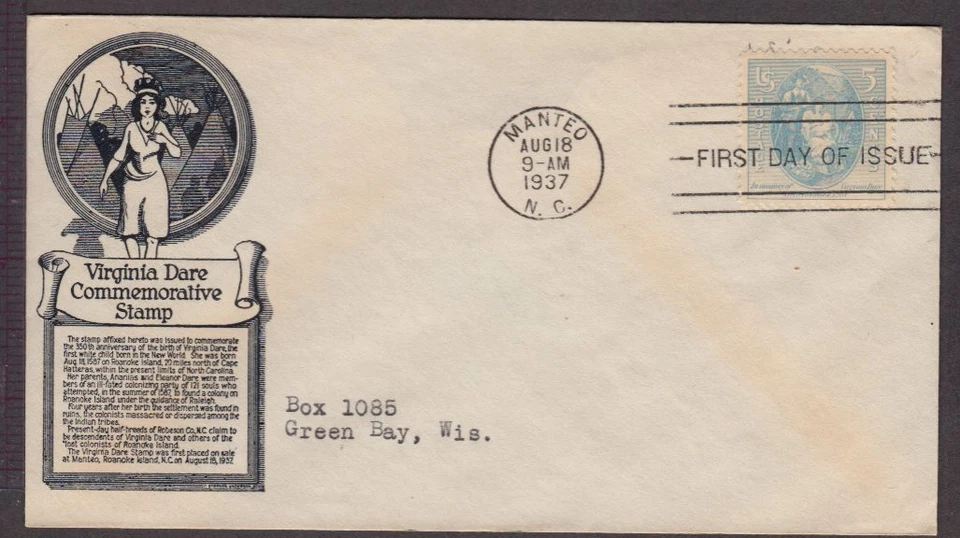 Virginia Dare
Commemorative
Stamp
The stamp affixed hereto was issued to commemorate
the 350th anniversary of the birth of Virginia Dare, the
first white child born in the New World. She was born
Aug. 18, 1587 on Roanoke Island, 20 miles north of Cape
Hatteras, within the present limits of North Carolina.
Her parents, Ananias and Eleanor Dare were mem-
bers of an ill-fated colonizing party of 121 souls who
attempted, in the summer of 1587, to found a colony on
Roanoke Island under the guidance of Raleigh.
Four years after her birth the settlement was found in
ruins, the colonists massacred or dispersed among the
the Indian tribes.
Present-day half-breeds of Robeson Co., N.C. claim to
be descendents of Virginia Dare and others of the
"lost colonists of Roanoke Island.
The Virginia Dare Stamp was first placed on sale
at Manteo, Roanoke Island, N.C. on August 18, 1937.
MANTEO
AUG 18
9-AM
1937
N. C.
US 5
FIRST DAY OF ISSUE
In memory of Virginia Dare
Box 1085
Green Bay, Wis.